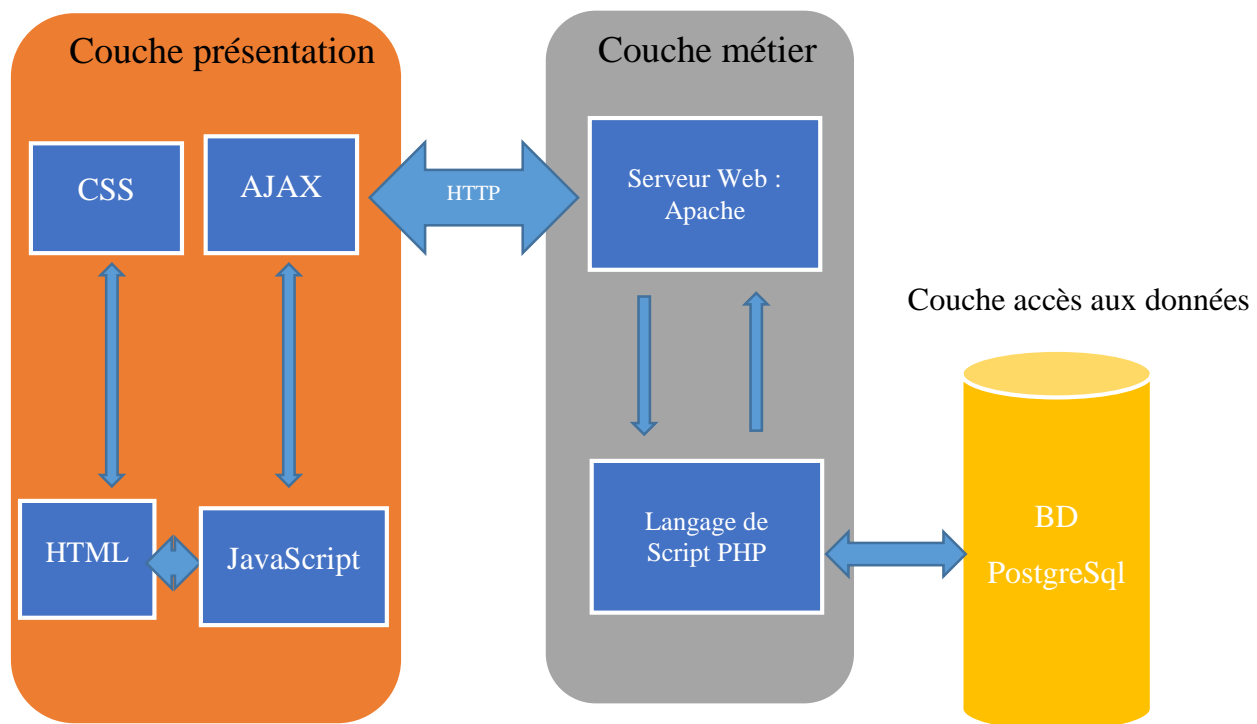 Couche présentation
CSS
AJAX
HTML
JavaScript
HTTP
Couche métier
Serveur Web :
Apache
Langage de
Script PHP
Couche accès aux données
BD
PostgreSql